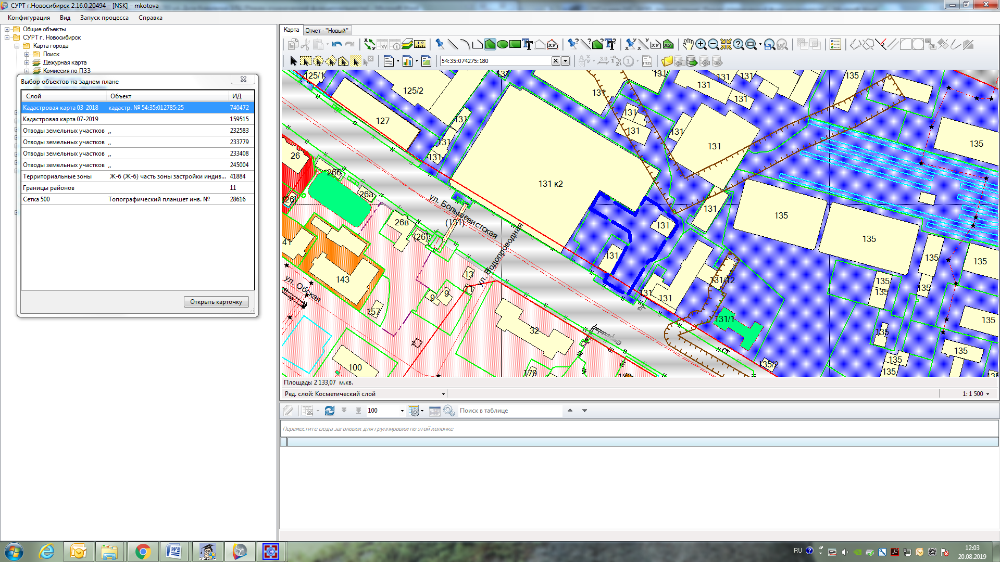 СУРТ г.Новосибирск 2.16.0.20494 – [NSK] – mkotova
Конфигурация Вид Запуск процесса Справка
Общие объекты
СУРТ г. Новосибирск
Карта города
Поиск
Дежурная карта
Комиссия по ПЗЗ
Выбор объектов на заднем плане
Слой Объект ИД
Кадастровая карта 03-2018 кадастр. № 54:35:012785:25 740472
Кадастровая карта 07-2019 159515
Отводы земельных участков ,, 232583
Отводы земельных участков ,, 233779
Отводы земельных участков ,, 233408
Отводы земельных участков ,, 245004
Территориальные зоны Ж-6 (Ж-6) часть зоны застройки индив... 41884
Границы районов 11
Сетка 500 Топографический планшет инв. № 28616
Открыть карточку
Карта Отчет - "Новый"
54:35:074275:180
125/1
125/2
127
131
131
131
131
131
131
131
131
131
131
131
131
131
135
135
131 к2
131
131
131
135
135
135
135
135
135
135
135
135
135
135
135
135
135
26
26б
26а
26в
(26)
(26)
(131)
ул. Большевистская
ул. Водопроводная
ул. Обская
41
143
157
13
11
9
9
32
100
179
131
131
131/12
131/1
135/2
Площадь: 2 133,07 м.кв.
Ред. слой: Косметический слой
1: 1 500
100
Поиск в таблице
Переместите сюда заголовок для группировки по этой колонке
RU
12:03
20.08.2019